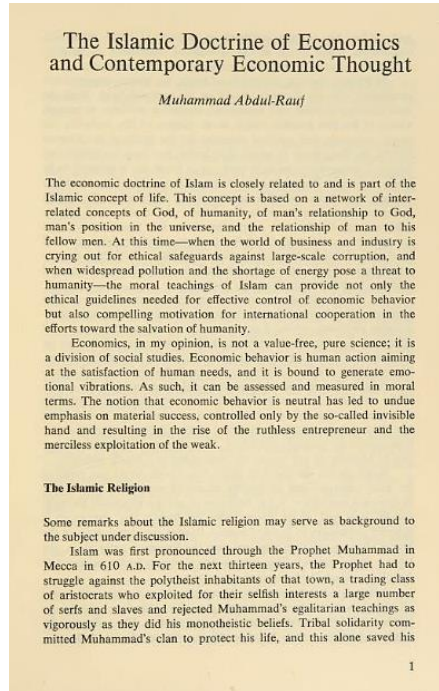 The Islamic Doctrine of Economics
and Contemporary Economic Thought
Muhammad Abdul-Rauf
The economic doctrine of Islam is closely related to and is part of the
Islamic concept of life. This concept is based on a network of inter-
related concepts of God, of humanity, of man's relationship to God,
man's position in the universe, and the relationship of man to his
fellow men. At this time—when the world of business and industry is
crying out for ethical safeguards against large-scale corruption, and
when widespread pollution and the shortage of energy pose a threat to
humanity—the moral teachings of Islam can provide not only the
ethical guidelines needed for effective control of economic behavior
but also compelling motivation for international cooperation in the
efforts toward the salvation of humanity.
Economics, in my opinion, is not a value-free, pure science; it is
a division of social studies. Economic behavior is human action aiming
at the satisfaction of human needs, and it is bound to generate emo-
tional vibrations. As such, it can be assessed and measured in moral
terms. The notion that economic behavior is neutral has led to undue
emphasis on material success, controlled only by the so-called invisible
hand and resulting in the rise of the ruthless entrepreneur and the
merciless exploitation of the weak.
The Islamic Religion
Some remarks about the Islamic religion may serve as background to
the subject under discussion.
Islam was first pronounced through the Prophet Muhammad in
Mecca in 610 A.D. For the next thirteen years, the Prophet had to
struggle against the polytheist inhabitants of that town, a trading class
of aristocrats who exploited for their selfish interests a large number
of serfs and slaves and rejected Muhammad's egalitarian teachings as
vigorously as they did his monotheistic beliefs. Tribal solidarity com-
mitted Muhammad's clan to protect his life, and this alone saved his
1